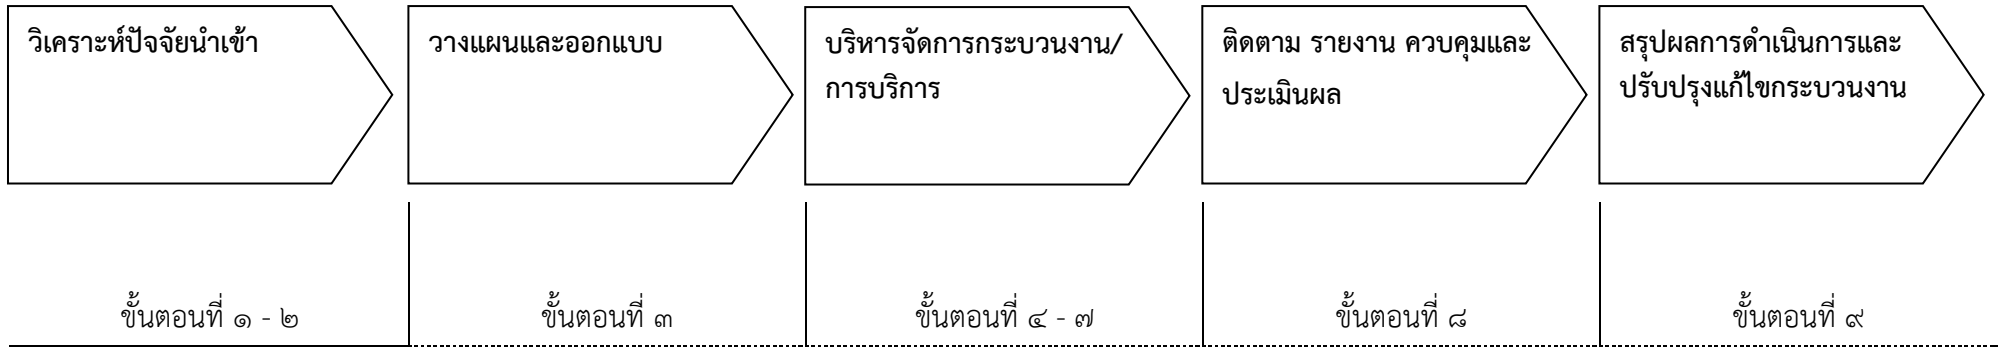 วิเคราะห์ปัจจัยนำเข้า
วางแผนและออกแบบ
บริหารจัดการกระบวนงาน/
การบริการ
ติดตาม รายงาน ควบคุมและ
ประเมินผล
สรุปผลการดำเนินการและ
ปรับปรุงแก้ไขกระบวนงาน
ขั้นตอนที่ ๑ - ๒
ขั้นตอนที่ ๓
ขั้นตอนที่ ๔ - ๗
ขั้นตอนที่ ๘
ขั้นตอนที่ ๙